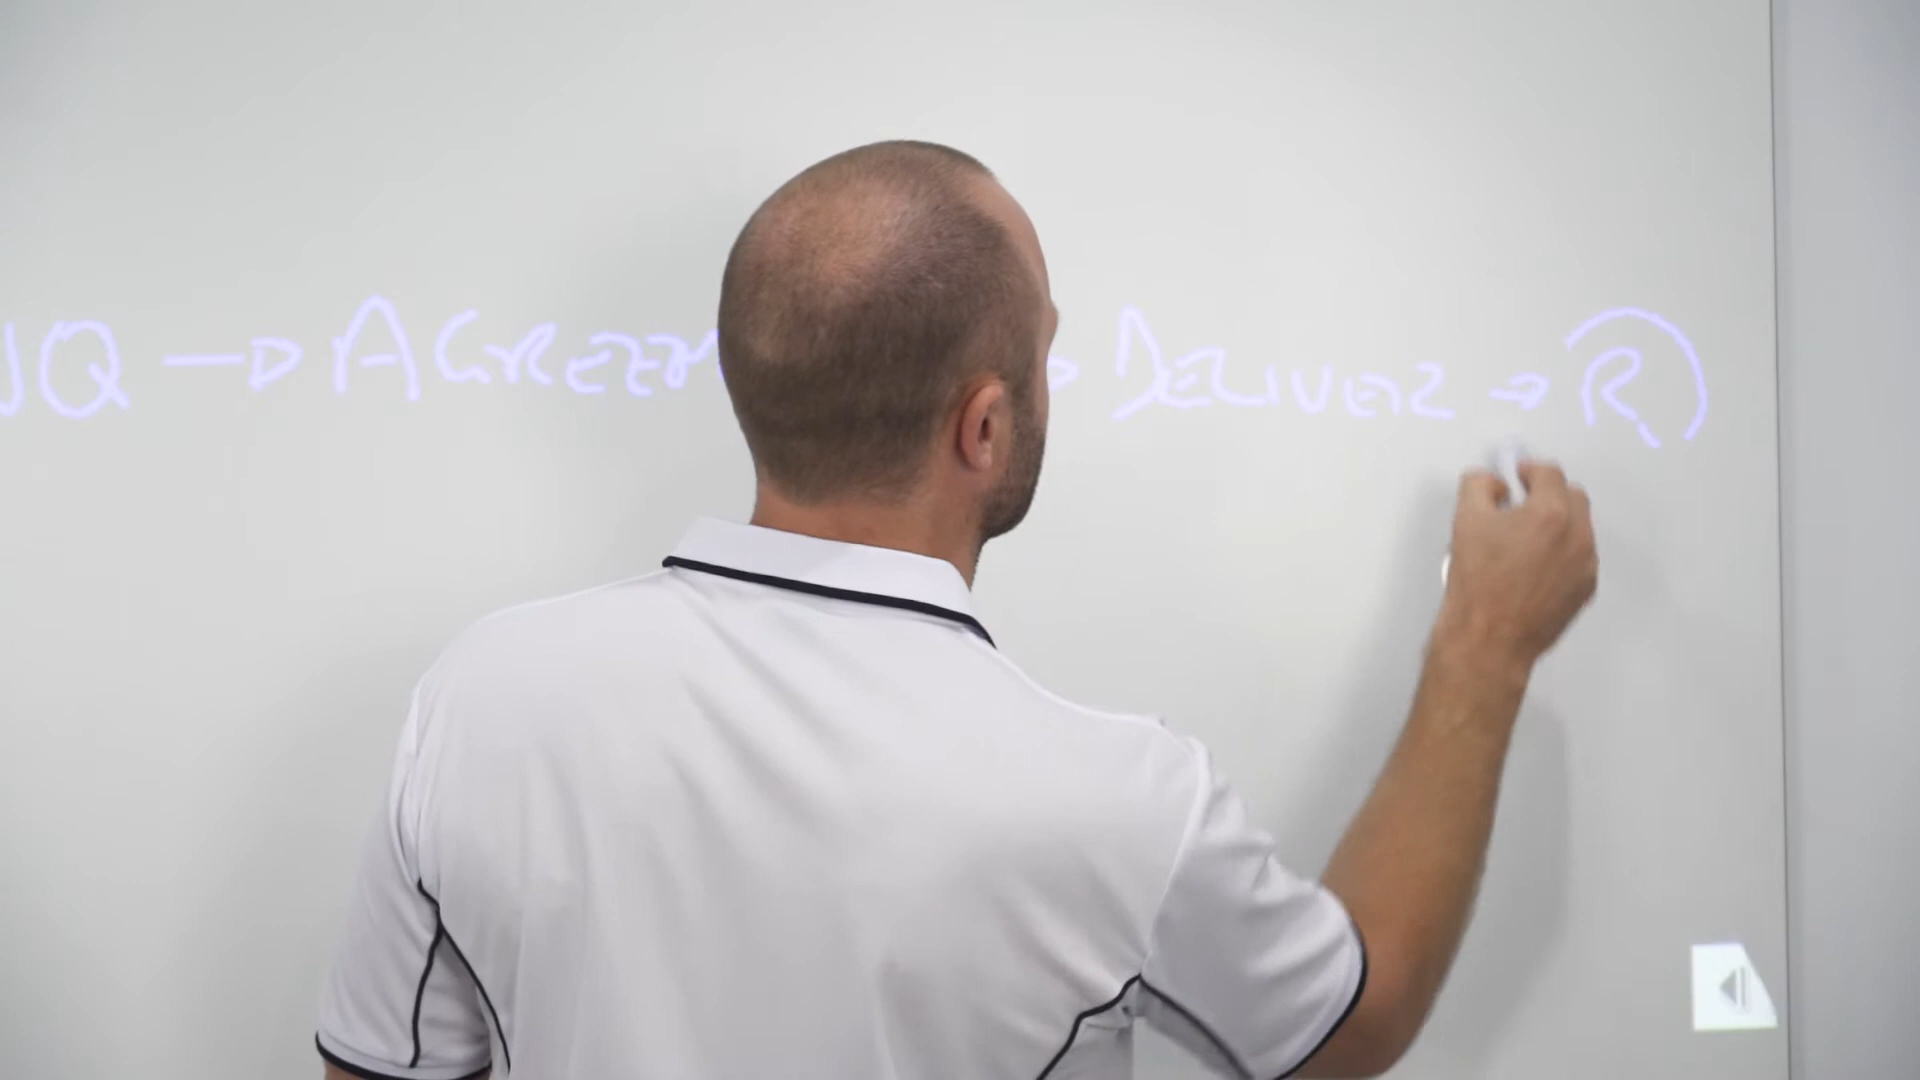 NQ → AGREEM → DELIVER → R